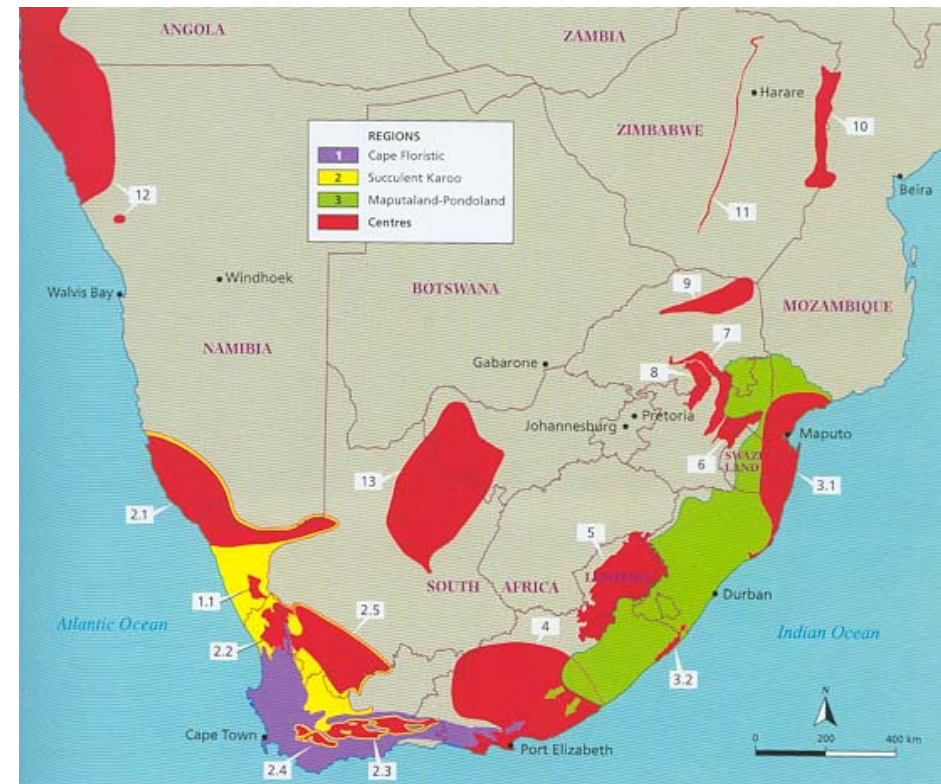 ANGOLA
ZAMBIA
Harare
ZIMBABWE
10
REGIONS
1 Cape Floristic
2 Succulent Karoo
3 Maputaland-Pondoland
Centres
12
Beira
11
Windhoek
Walvis Bay
BOTSWANA
9
MOZAMBIQUE
NAMIBIA
7
Gabarone
8
Pretoria
Johannesburg
Maputo
6
SWAZI
LAND
13
3.1
2.1
5
LESOTHO
SOUTH AFRICA
Durban
1.1
2.5
Atlantic Ocean
4
Indian Ocean
2.2
3.2
N
Cape Town
Port Elizabeth
0 200 400 km
2.4
2.3